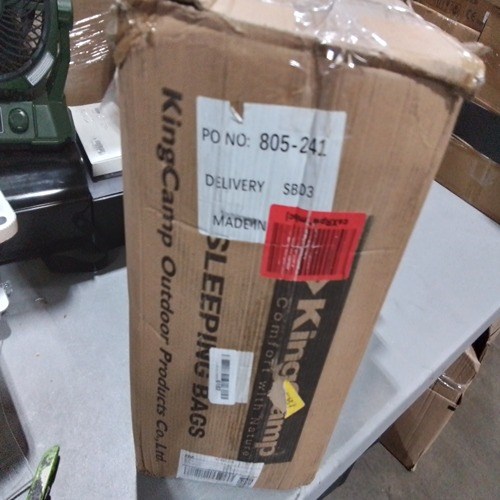 PO NO: 805-241
DELIVERY SBD3
MADE IN
KingCamp Outdoor Products Co.,Ltd
SLEEPING BAGS
KingCamp
Comfort with Nature